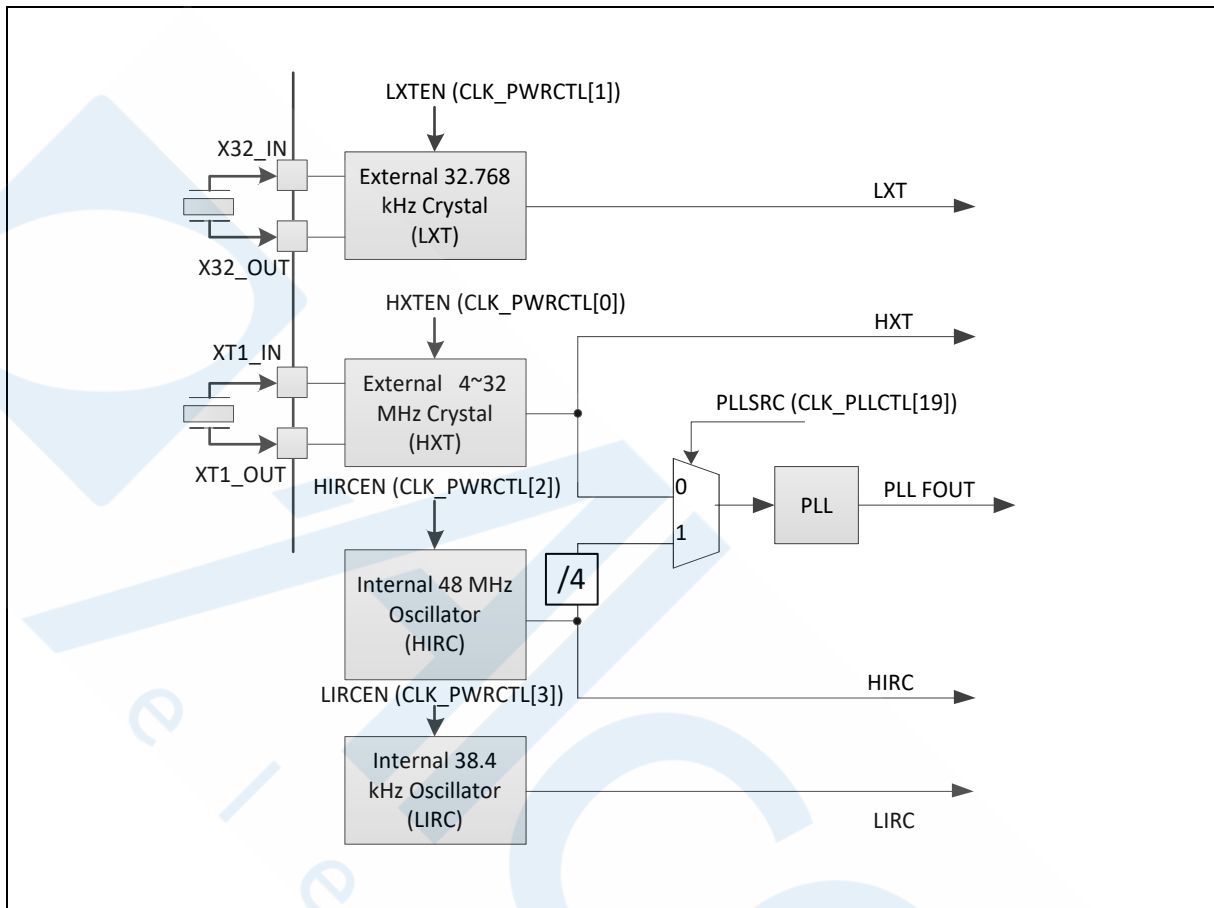 LXTEN (CLK_PWRCTL[1])
X32_IN
External 32.768
kHz Crystal
(LXT)
LXT
X32_OUT
HXTEN (CLK_PWRCTL[0])
HXT
XT1_IN
External 4~32
MHz Crystal
(HXT)
PLLSRC (CLK_PLLCTL[19])
XT1_OUT
HIRCEN (CLK_PWRCTL[2])
0
1
PLL
PLL FOUT
/4
Internal 48 MHz
Oscillator
(HIRC)
HIRC
LIRCEN (CLK_PWRCTL[3])
Internal 38.4
kHz Oscillator
(LIRC)
LIRC